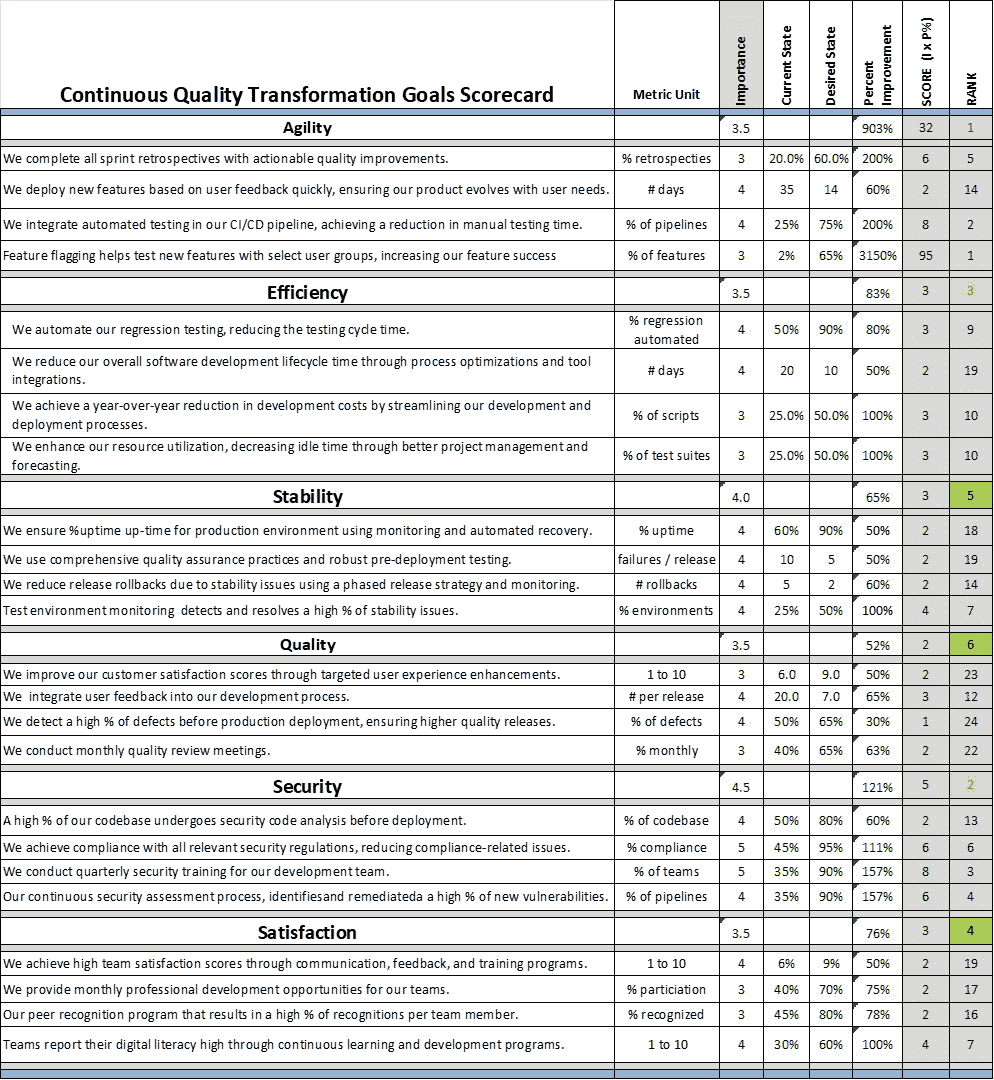 Continuous Quality Transformation Goals Scorecard Metric Unit Importance Current State Desired State Percent Improvement SCORE (I x P%) RANK
Agility 3.5 903% 32 1
We complete all sprint retrospectives with actionable quality improvements. % retrospecties 3 20.0% 60.0% 200% 6 5
We deploy new features based on user feedback quickly, ensuring our product evolves with user needs. # days 4 35 14 60% 2 14
We integrate automated testing in our CI/CD pipeline, achieving a reduction in manual testing time. % of pipelines 4 25% 75% 200% 8 2
Feature flagging helps test new features with select user groups, increasing our feature success % of features 3 2% 65% 3150% 95 1
Efficiency 3.5 83% 3 3
We automate our regression testing, reducing the testing cycle time. % regression automated 4 50% 90% 80% 3 9
We reduce our overall software development lifecycle time through process optimizations and tool
integrations. # days 4 20 10 50% 2 19
We achieve a year-over-year reduction in development costs by streamlining our development and
deployment processes. % of scripts 3 25.0% 50.0% 100% 3 10
We enhance our resource utilization, decreasing idle time through better project management and
forecasting. % of test suites 3 25.0% 50.0% 100% 3 10
Stability 4.0 65% 3 5
We ensure %uptime up-time for production environment using monitoring and automated recovery. % uptime 4 60% 90% 50% 2 18
We use comprehensive quality assurance practices and robust pre-deployment testing. failures / release 4 10 5 50% 2 19
We reduce release rollbacks due to stability issues using a phased release strategy and monitoring. # rollbacks 4 5 2 60% 2 14
Test environment monitoring detects and resolves a high % of stability issues. % environments 4 25% 50% 100% 4 7
Quality 3.5 52% 2 6
We improve our customer satisfaction scores through targeted user experience enhancements. 1 to 10 3 6.0 9.0 50% 2 23
We integrate user feedback into our development process. # per release 4 20.0 7.0 65% 3 12
We detect a high % of defects before production deployment, ensuring higher quality releases. % of defects 4 50% 65% 30% 1 24
We conduct monthly quality review meetings. % monthly 3 40% 65% 63% 2 22
Security 4.5 121% 5 2
A high % of our codebase undergoes security code analysis before deployment. % of codebase 4 50% 80% 60% 2 13
We achieve compliance with all relevant security regulations, reducing compliance-related issues. % compliance 5 45% 95% 111% 6 6
We conduct quarterly security training for our development team. % of teams 5 35% 90% 157% 8 3
Our continuous security assessment process, identifiesand remediateda a high % of new vulnerabilities. % of pipelines 4 35% 90% 157% 6 4
Satisfaction 3.5 76% 3 4
We achieve high team satisfaction scores through communication, feedback, and training programs. 1 to 10 4 6% 9% 50% 2 19
We provide monthly professional development opportunities for our teams. % particiation 3 40% 70% 75% 2 17
Our peer recognition program that results in a high % of recognitions per team member. % recognized 3 45% 80% 78% 2 16
Teams report their digital literacy high through continuous learning and development programs. 1 to 10 4 30% 60% 100% 4 7